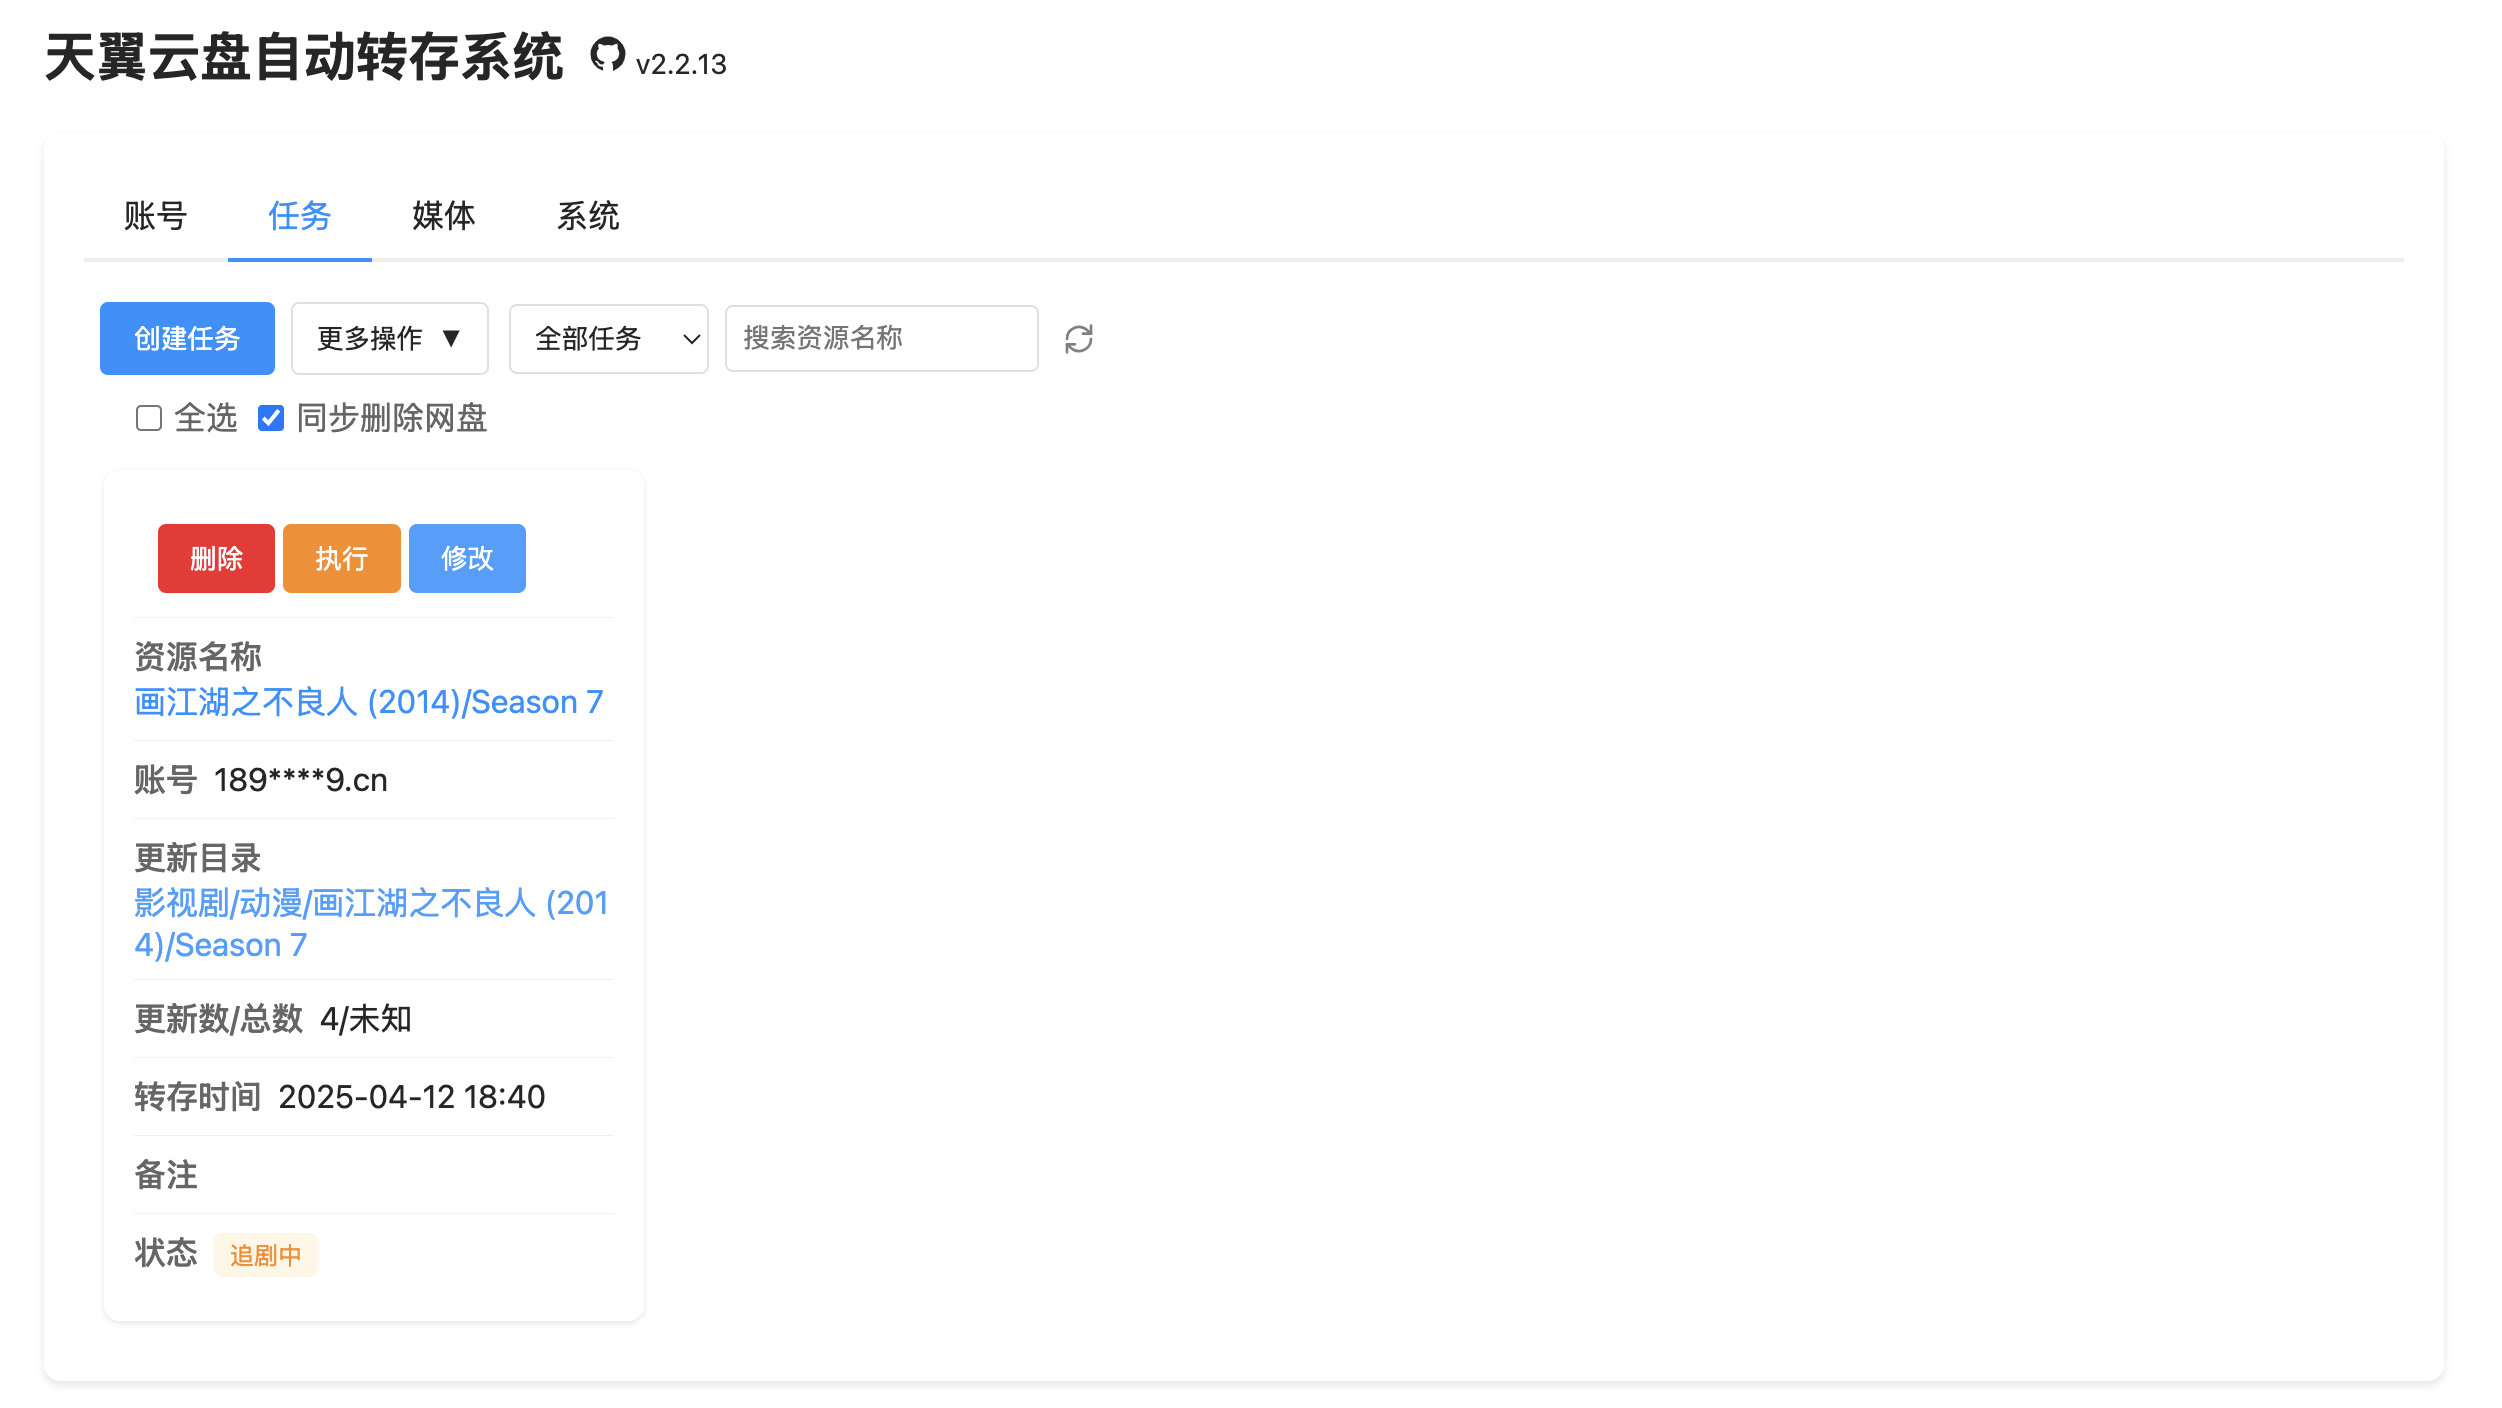 天翼云盘自动转存系统 v2.2.13
账号 任务 媒体 系统
创建任务 更多操作 ▼ 全部任务 搜索资源名称
全选 同步删除网盘
删除 执行 修改
资源名称
画江湖之不良人 (2014)/Season 7
账号 189****9.cn
更新目录
影视剧/动漫/画江湖之不良人 (201
4)/Season 7
更新数/总数 4/未知
转存时间 2025-04-12 18:40
备注
状态 追剧中